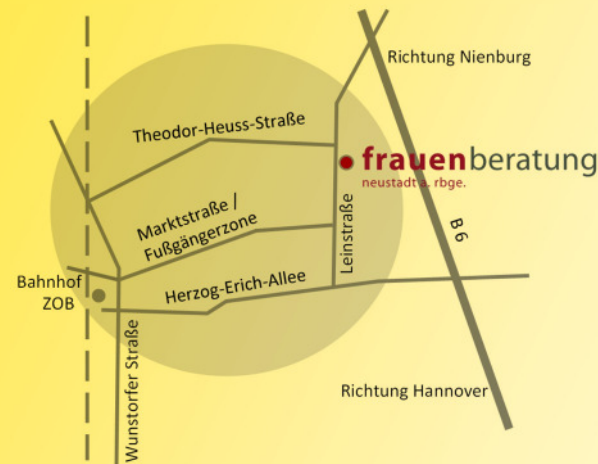 Richtung Nienburg
Theodor-Heuss-Straße
frauenberatung
neustadt a. rbge.
Marktstraße /
Fußgängerzone
Leinstraße
B 6
Bahnhof
ZOB
Herzog-Erich-Allee
Wunstorfer Straße
Richtung Hannover